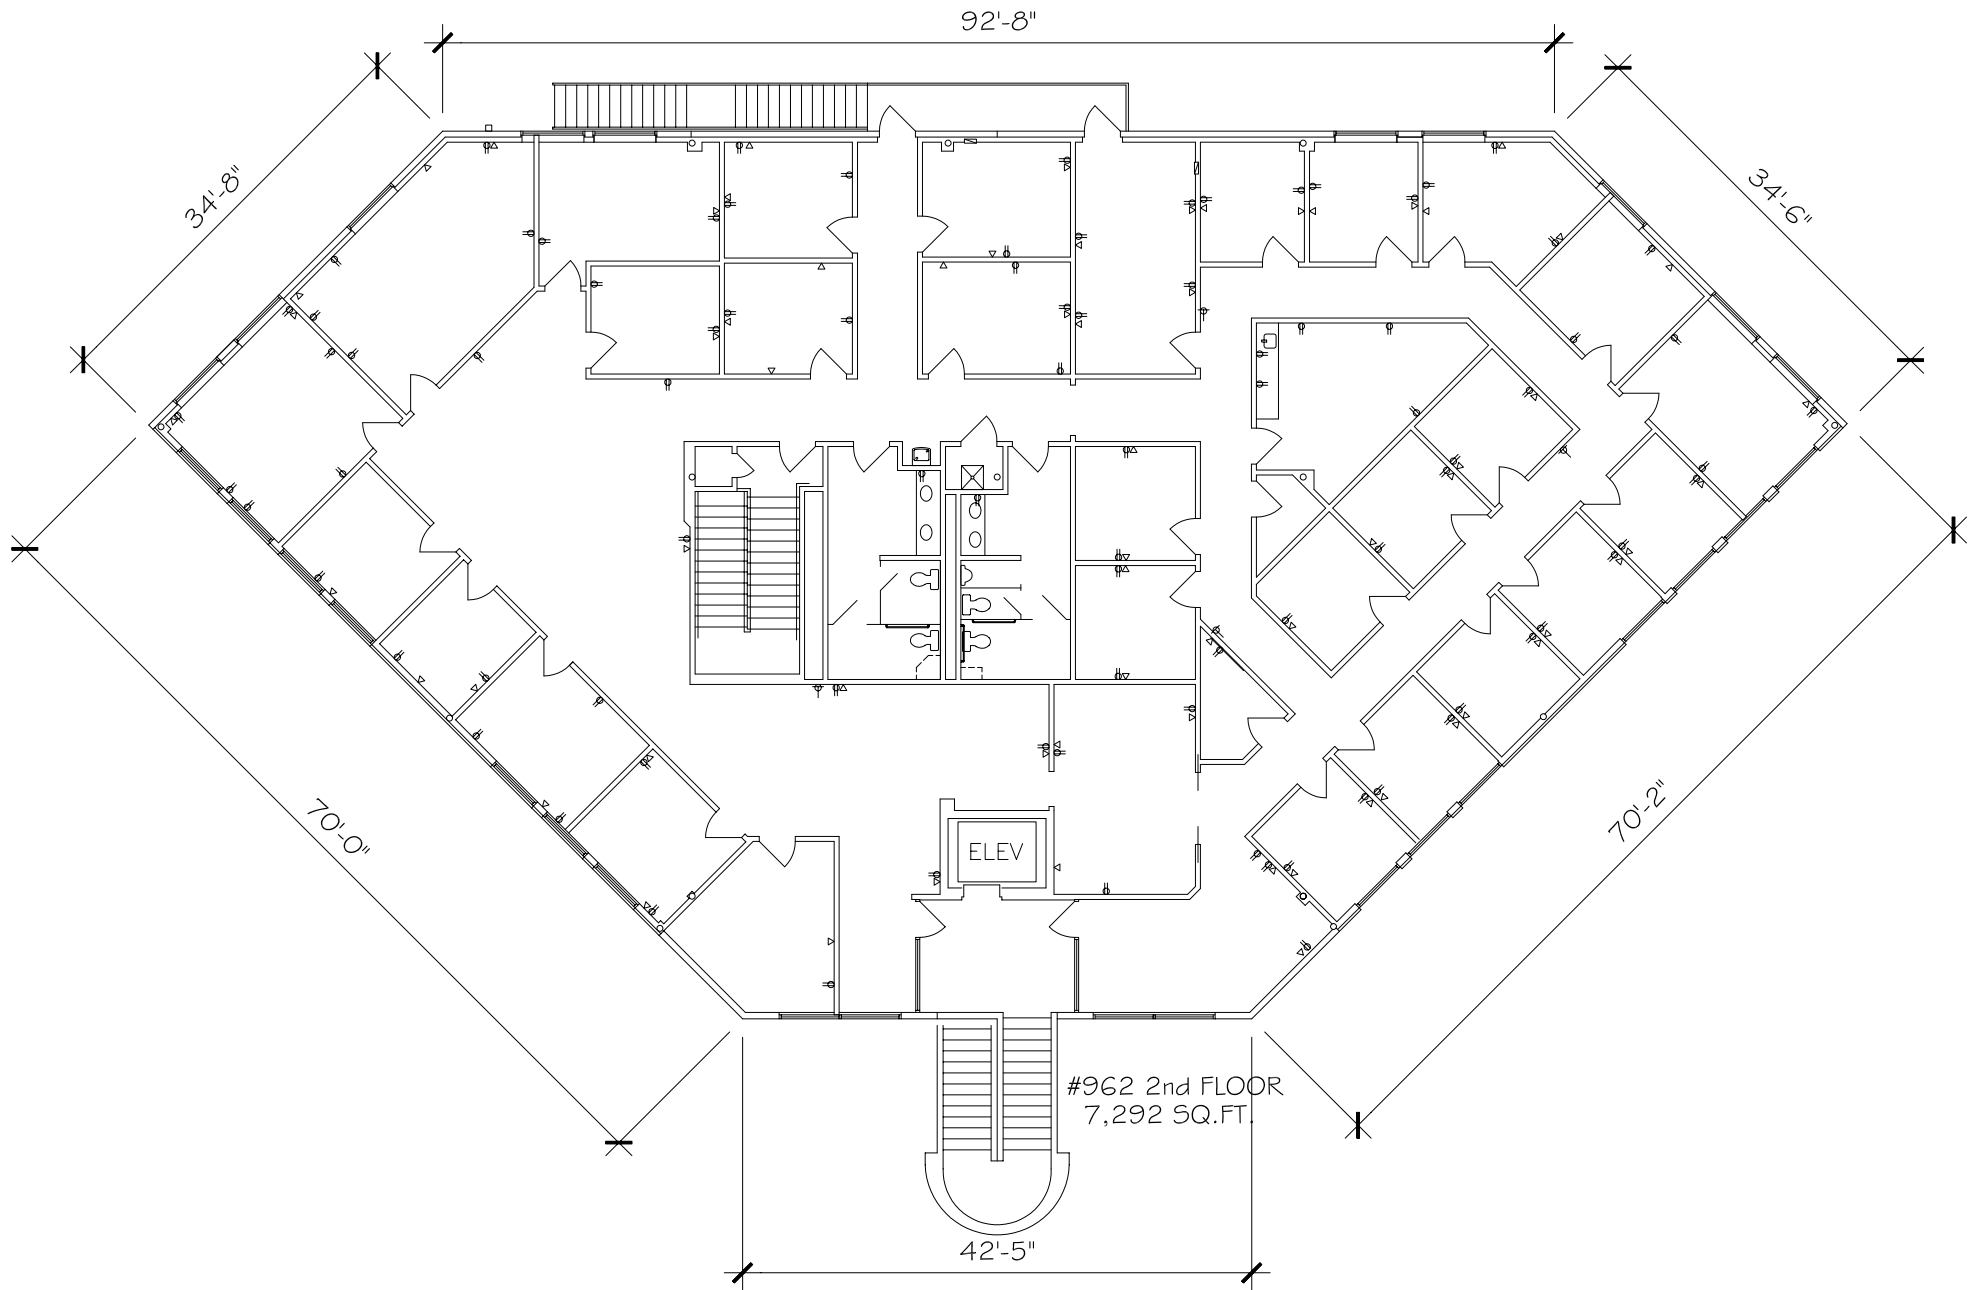 92'-8"
34'-8"
34'-6"
70'-0"
70'-2"
ELEV
#962 2nd FLOOR
7,292 SQ.FT.
42'-5"